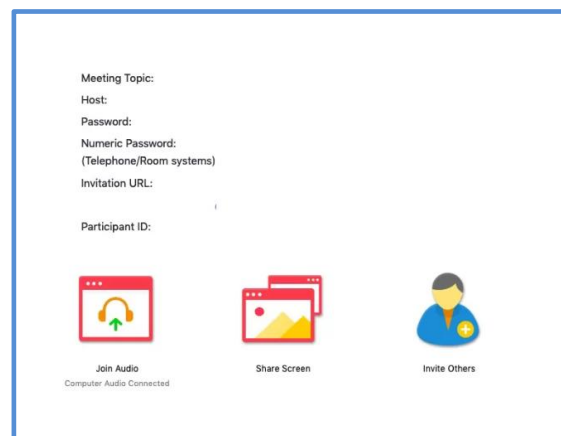 Meeting Topic:
Host:
Password:
Numeric Password:
(Telephone/Room systems)
Invitation URL:
Participant ID:
Join Audio
Computer Audio Connected
Share Screen
Invite Others